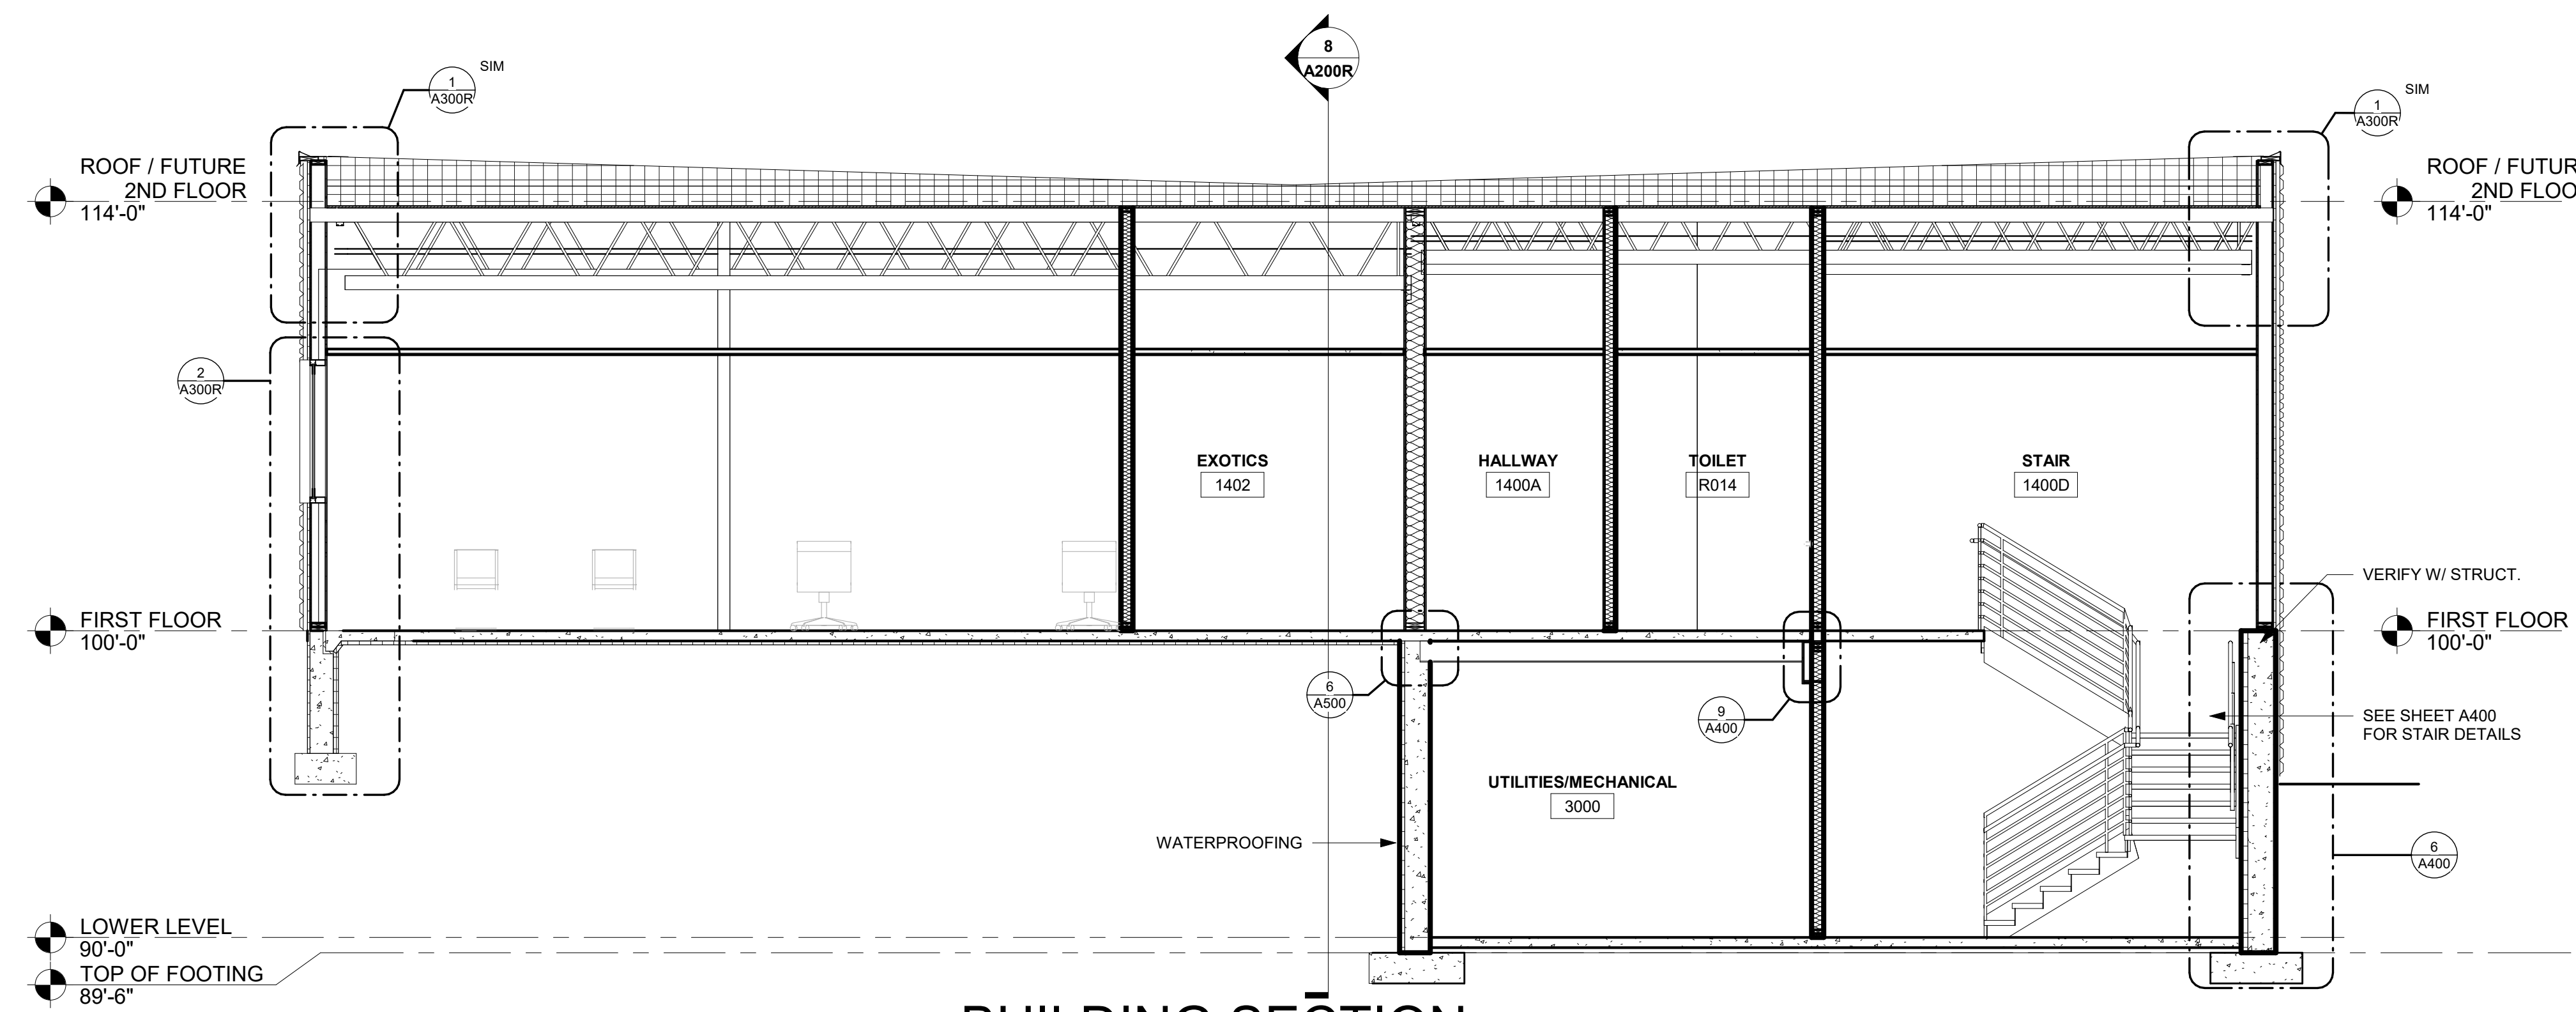 8
A200R
1
A300R
SIM
1
A300R
SIM
ROOF / FUTURE
2ND FLOOR
114'-0"
ROOF / FUTUR
2ND FLOO
114'-0"
2
A300R
EXOTICS
1402
HALLWAY
1400A
TOILET
R014
STAIR
1400D
VERIFY W/ STRUCT.
FIRST FLOOR
100'-0"
FIRST FLOOR
100'-0"
6
A500
9
A400
SEE SHEET A400
FOR STAIR DETAILS
UTILITIES/MECHANICAL
3000
WATERPROOFING
6
A400
LOWER LEVEL
90'-0"
TOP OF FOOTING
89'-6"
BUILDING SECTION